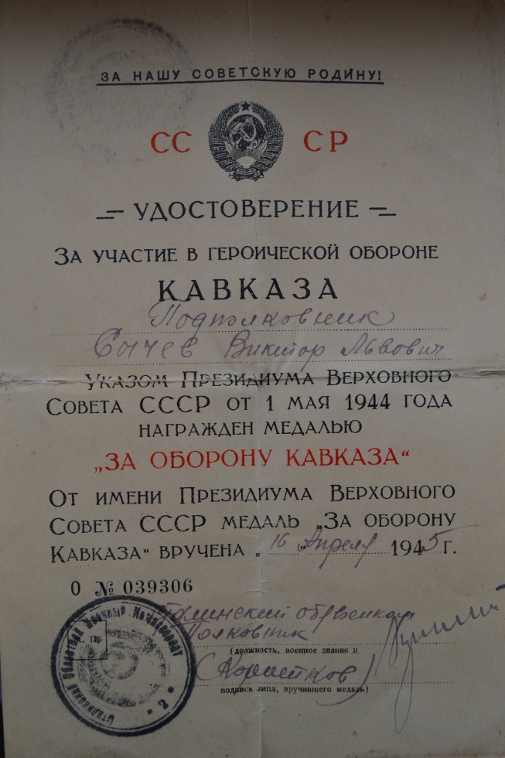 ЗА НАШУ СОВЕТСКУЮ РОДИНУ!
СС СР
УДОСТОВЕРЕНИЕ
ЗА УЧАСТИЕ В ГЕРОИЧЕСКОЙ ОБОРОНЕ
КАВКАЗА
Подполковник
Сычев Виктор Львович
УКАЗОМ ПРЕЗИДИУМА ВЕРХОВНОГО
СОВЕТА СССР ОТ 1 МАЯ 1944 ГОДА
НАГРАЖДЕН МЕДАЛЬЮ
„ЗА ОБОРОНУ КАВКАЗА“
ОТ ИМЕНИ ПРЕЗИДИУМА ВЕРХОВНОГО
СОВЕТА СССР МЕДАЛЬ „ЗА ОБОРОНУ
КАВКАЗА“ ВРУЧЕНА „16“ Апреля 1945 г.
О № 039306
Полковник
(должность, военное звание и
подпись лица, вручившего медаль)